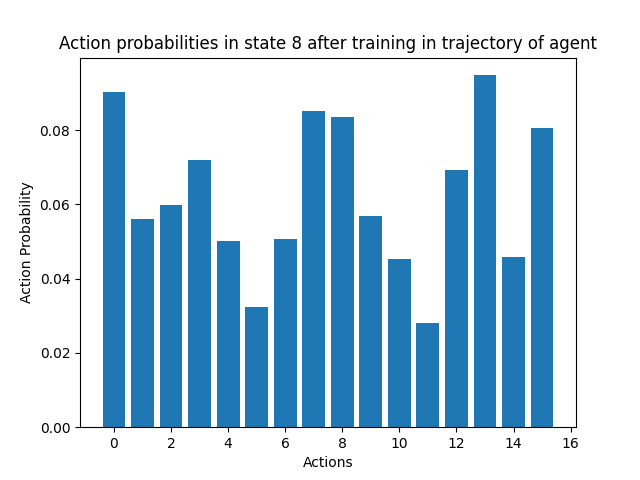 Action probabilities in state 8 after training in trajectory of agent
Action Probability
0.08
0.06
0.04
0.02
0.00
0 2 4 6 8 10 12 14 16
Actions